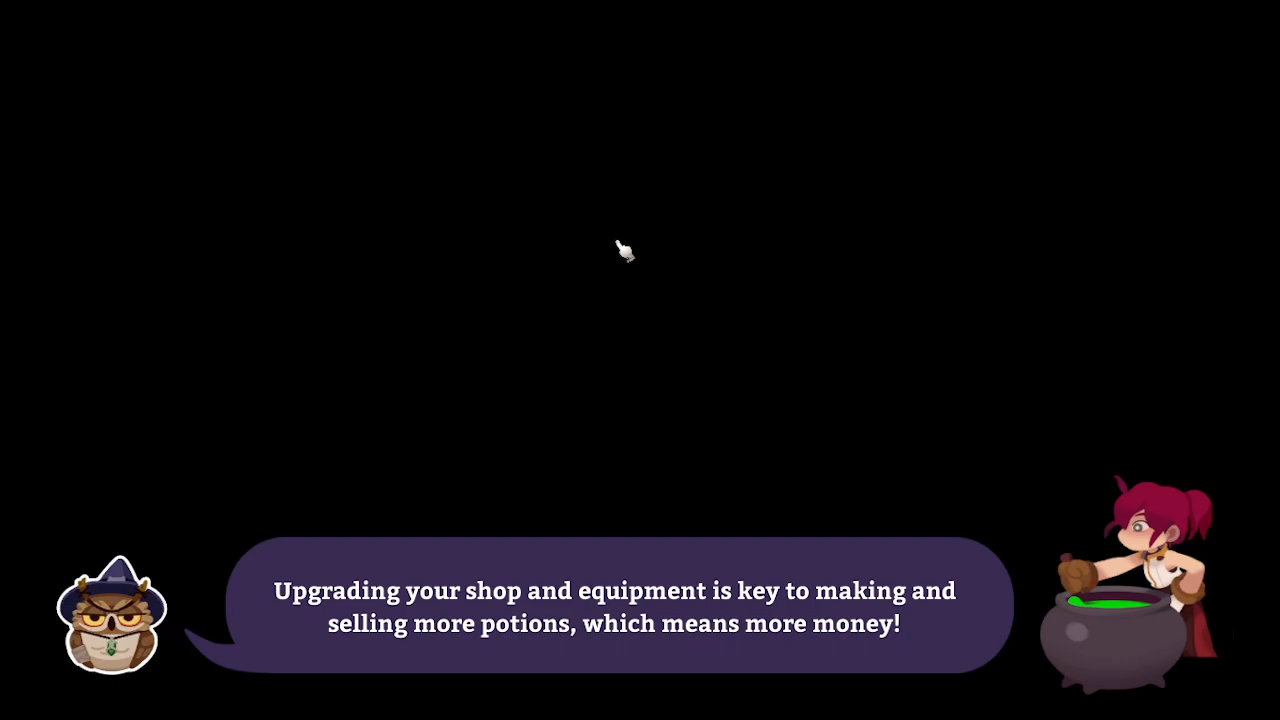 Upgrading your shop and equipment is key to making and
selling more potions, which means more money!